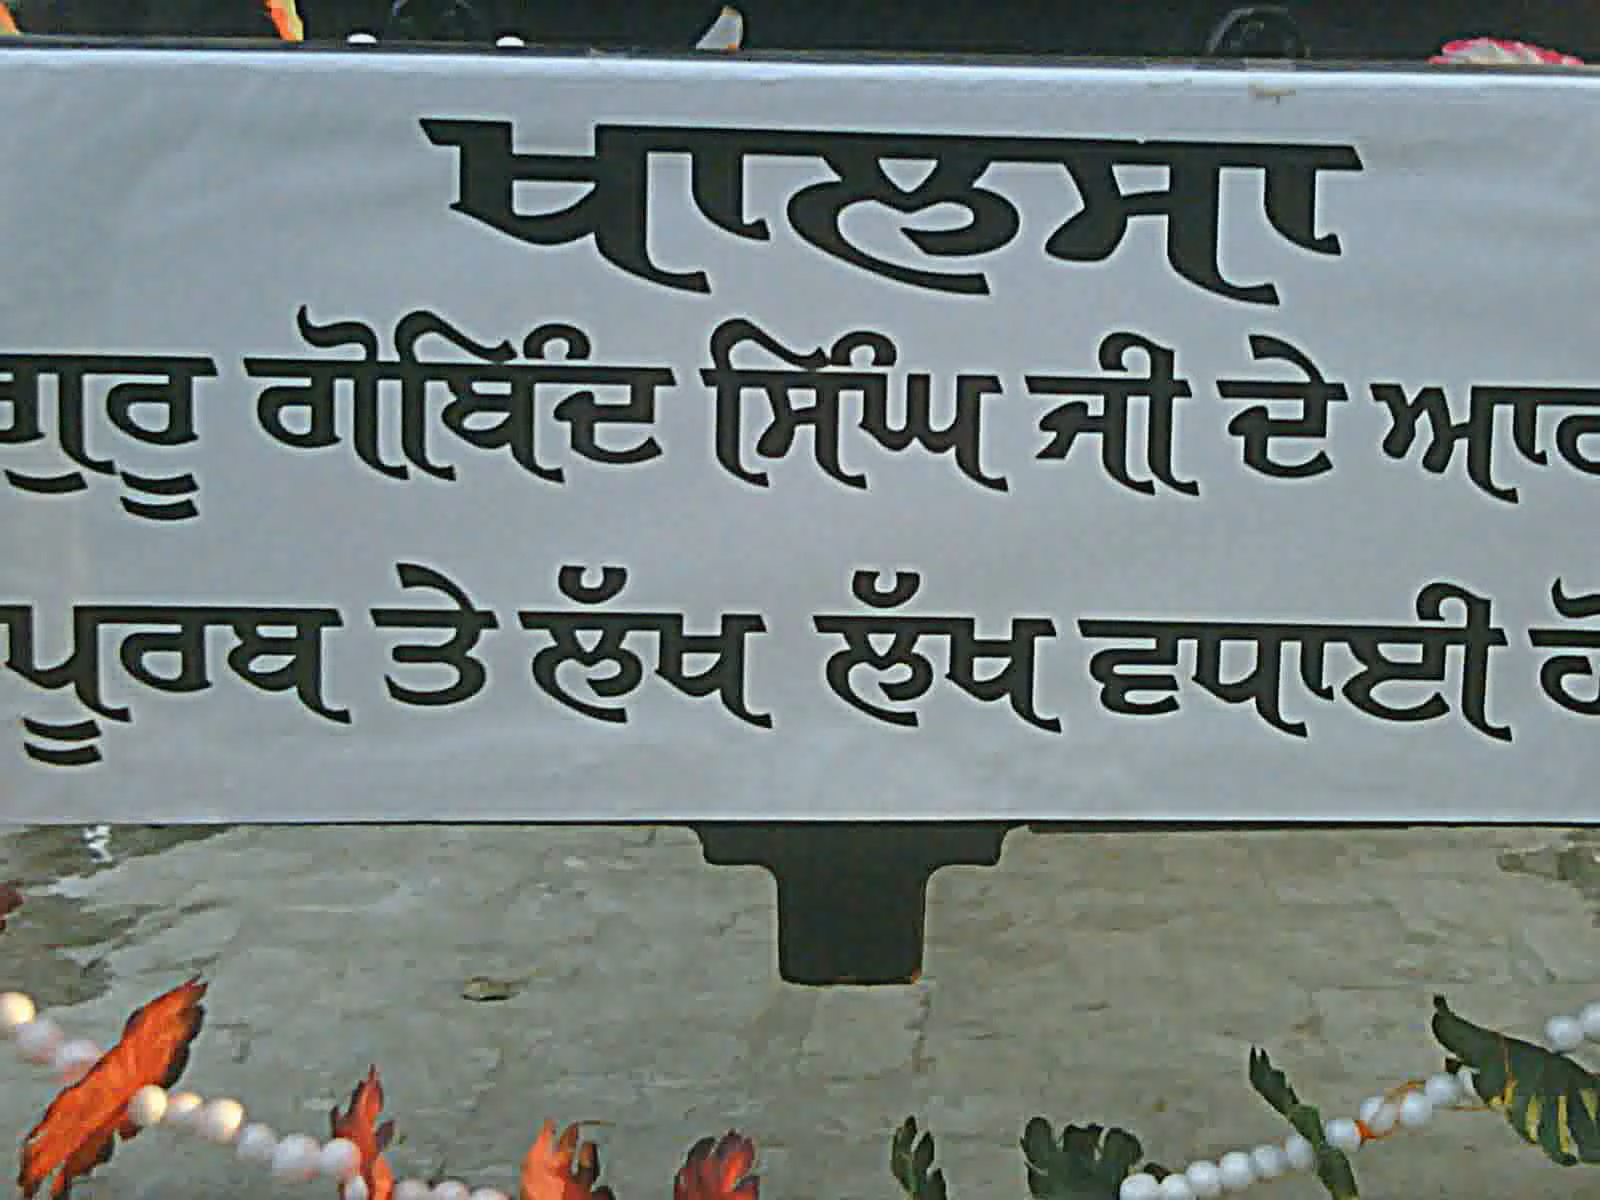 ਖਾਲਸਾ
ਗੁਰੂ ਗੋਬਿੰਦ ਸਿੰਘ ਜੀ ਦੇ
ਪੂਰਬ ਤੇ ਲੱਖ ਲੱਖ ਵਧਾਈ